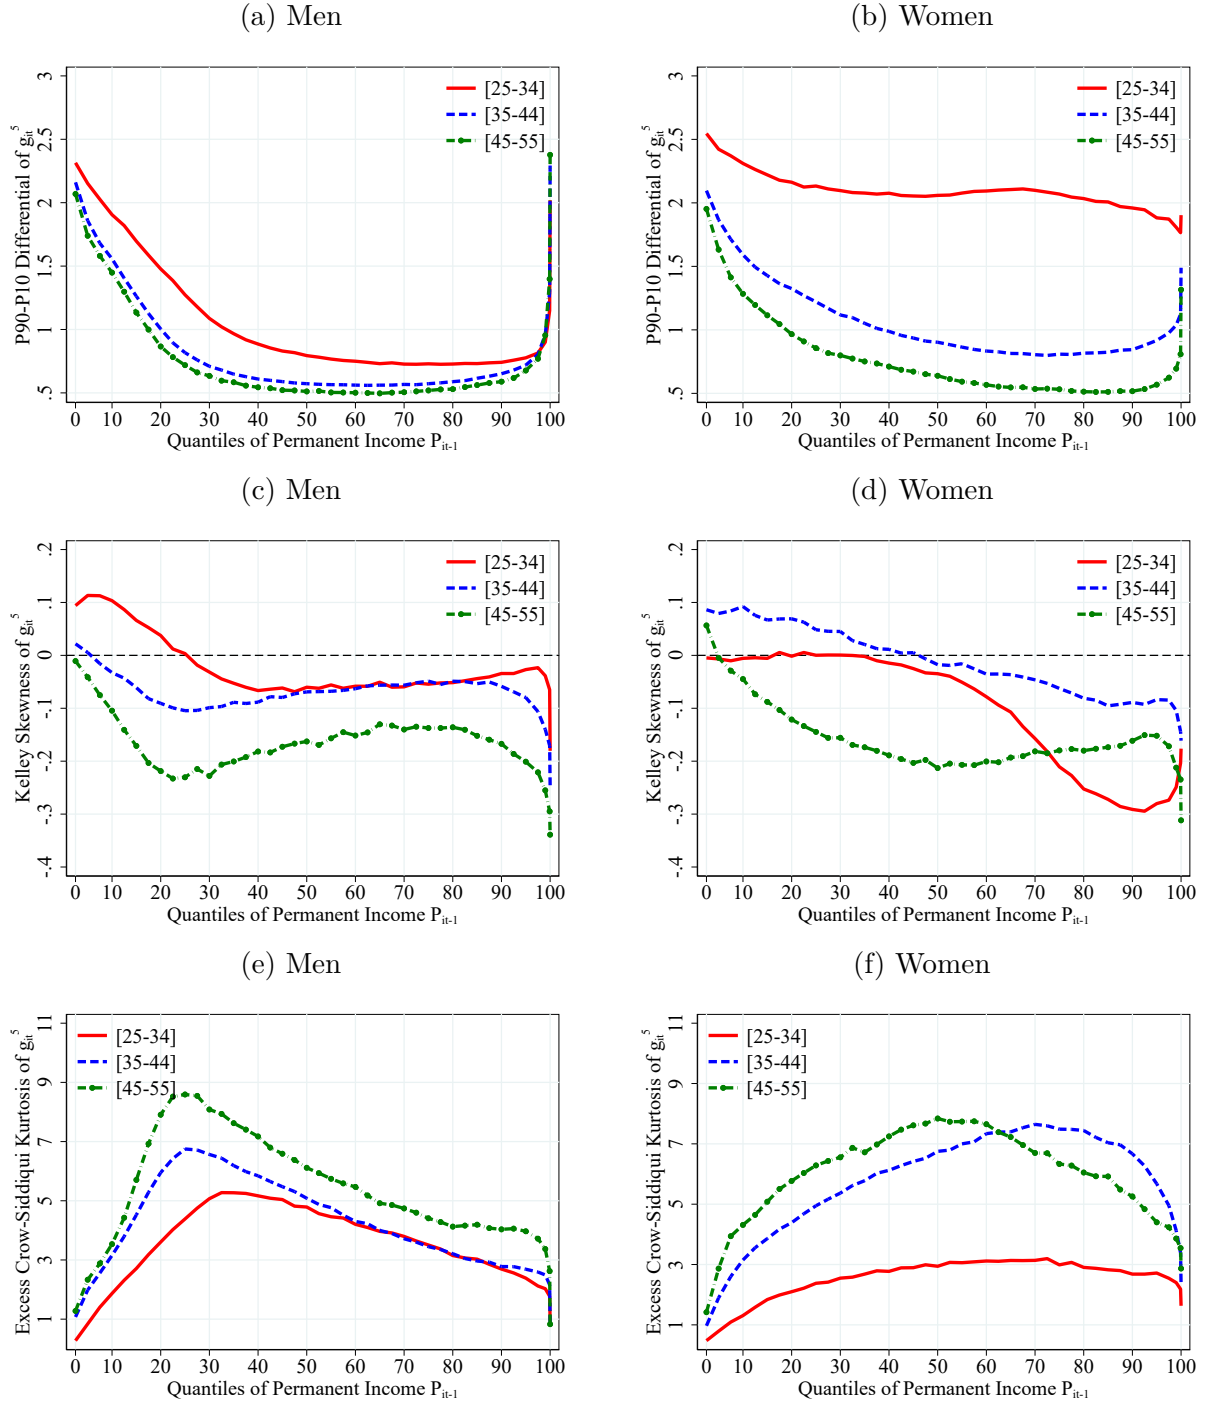 (a) Men
P90-P10 Differential of g_it^5
3
2.5
2
1.5
1
.5
[25-34]
[35-44]
[45-55]
0 10 20 30 40 50 60 70 80 90 100
Quantiles of Permanent Income P_it-1
(b) Women
P90-P10 Differential of g_it^5
3
2.5
2
1.5
1
.5
[25-34]
[35-44]
[45-55]
0 10 20 30 40 50 60 70 80 90 100
Quantiles of Permanent Income P_it-1
(c) Men
Kelley Skewness of g_it^5
.2
.1
0
-.1
-.2
-.3
-.4
[25-34]
[35-44]
[45-55]
0 10 20 30 40 50 60 70 80 90 100
Quantiles of Permanent Income P_it-1
(d) Women
Kelley Skewness of g_it^5
.2
.1
0
-.1
-.2
-.3
-.4
[25-34]
[35-44]
[45-55]
0 10 20 30 40 50 60 70 80 90 100
Quantiles of Permanent Income P_it-1
(e) Men
Excess Crow-Siddiqui Kurtosis of g_it^5
11
9
7
5
3
1
[25-34]
[35-44]
[45-55]
0 10 20 30 40 50 60 70 80 90 100
Quantiles of Permanent Income P_it-1
(f) Women
Excess Crow-Siddiqui Kurtosis of g_it^5
11
9
7
5
3
1
[25-34]
[35-44]
[45-55]
0 10 20 30 40 50 60 70 80 90 100
Quantiles of Permanent Income P_it-1